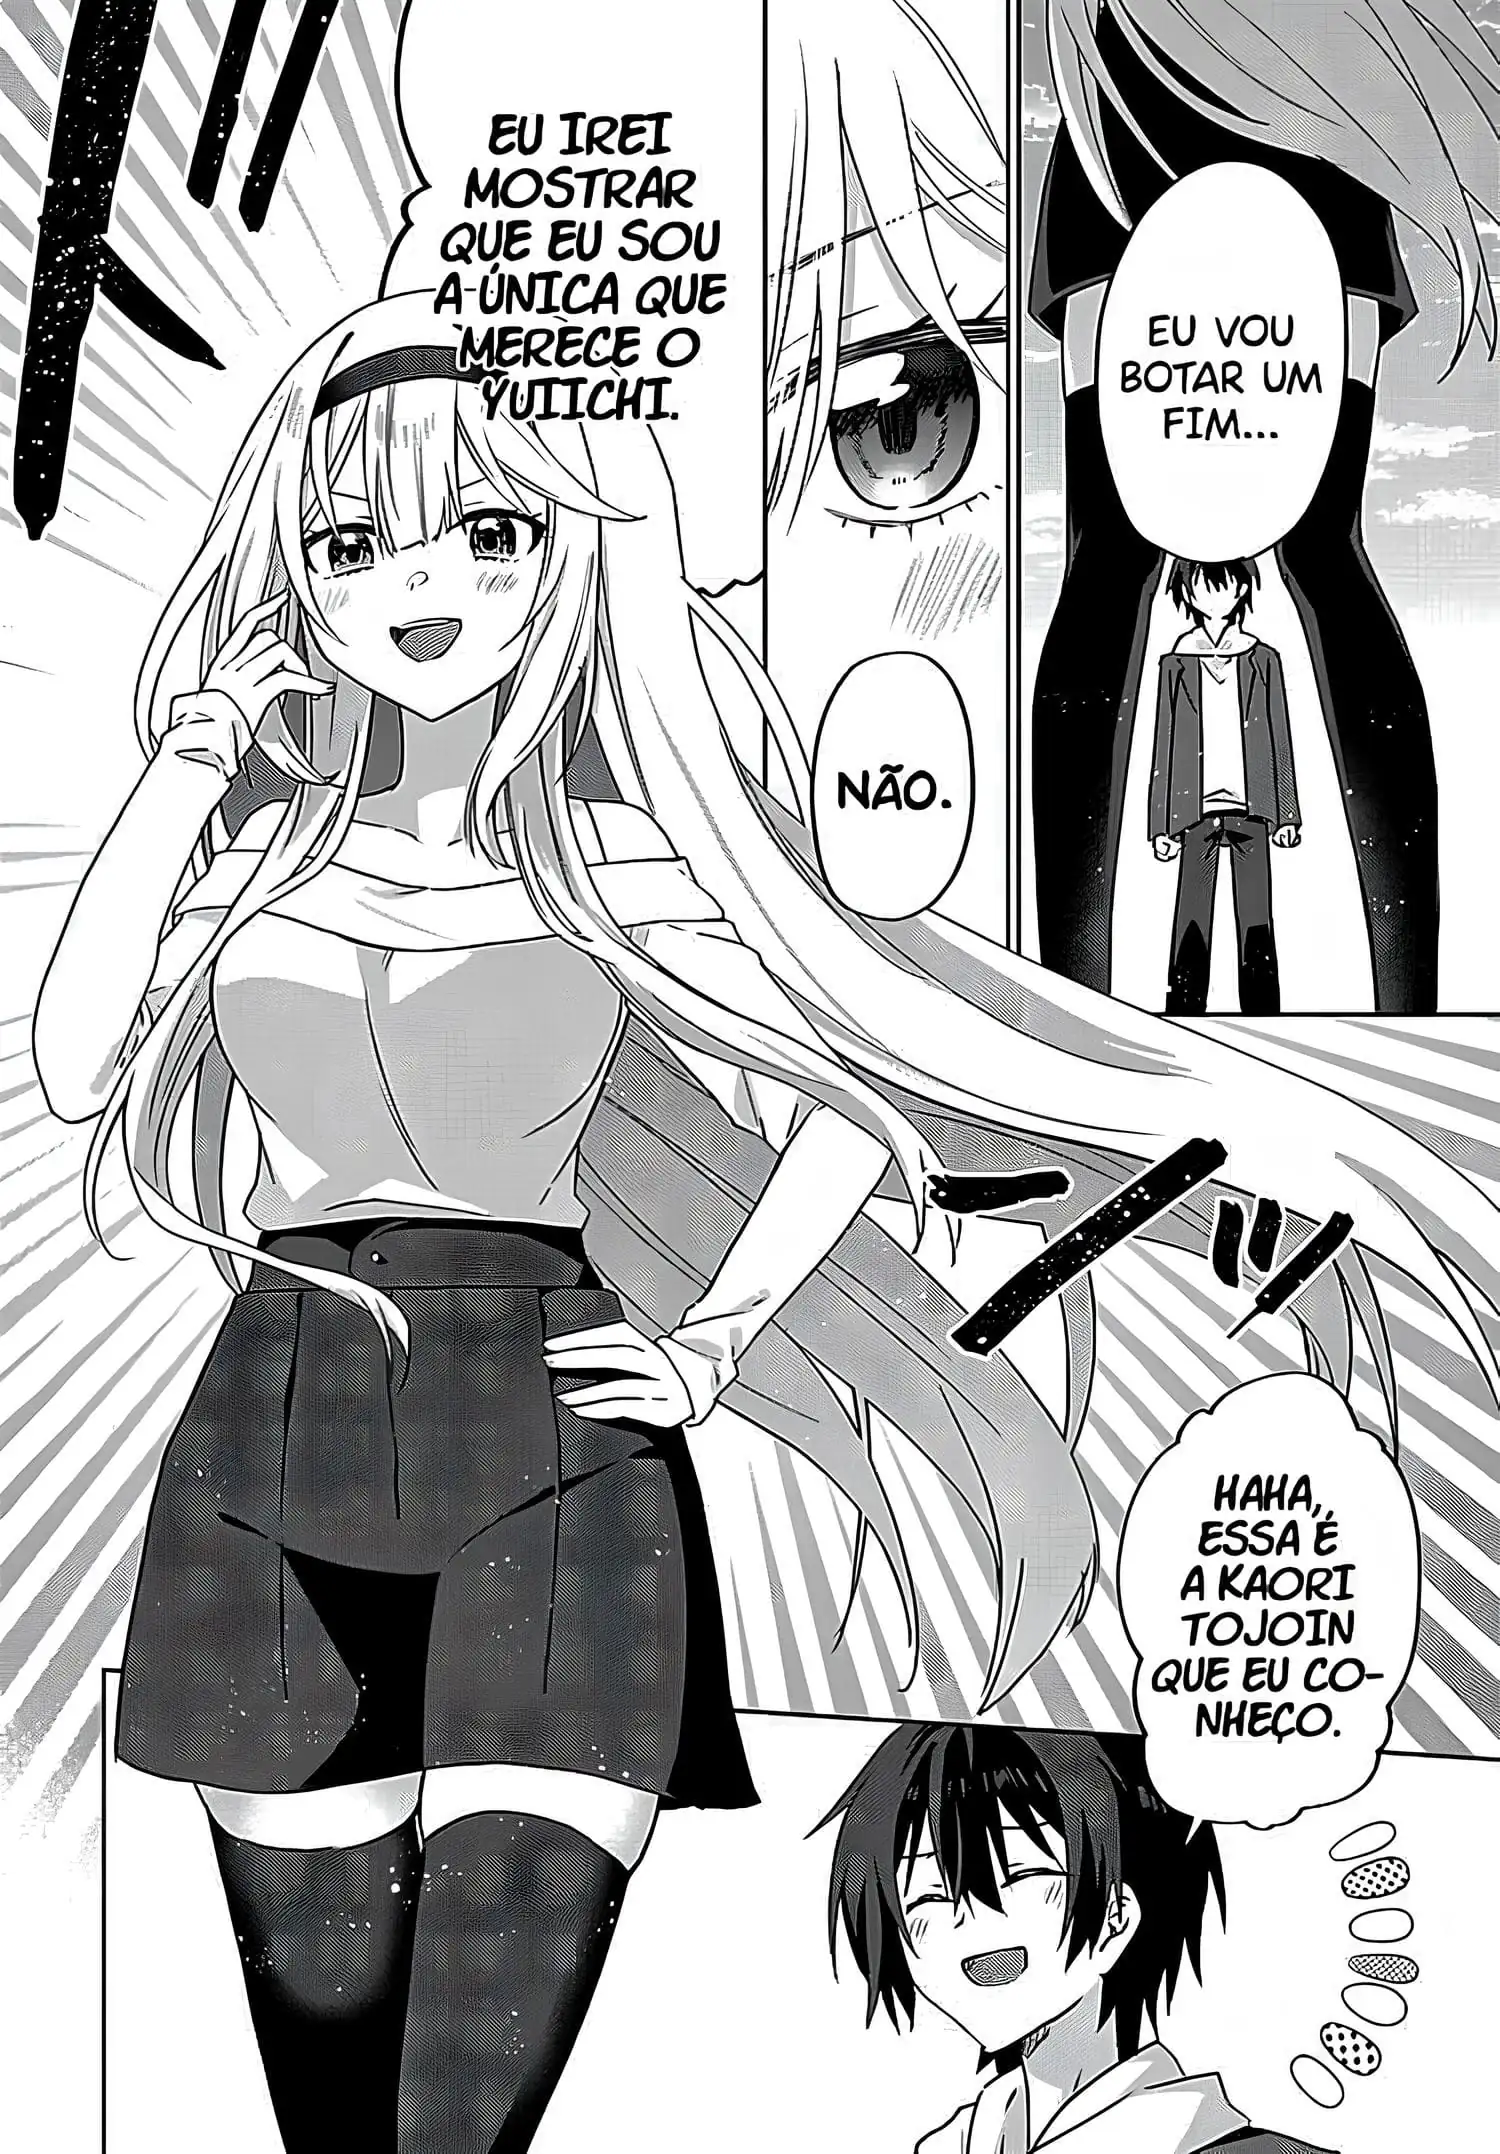 EU VOU
BOTAR UM
FIM...
NÃO.
EU IREI
MOSTRAR
QUE EU SOU
A ÚNICA QUE
MERECE O
YUIICHI.
HAHA,
ESSA É
A KAORI
TOJOIN
QUE EU CO-
NHEÇO.